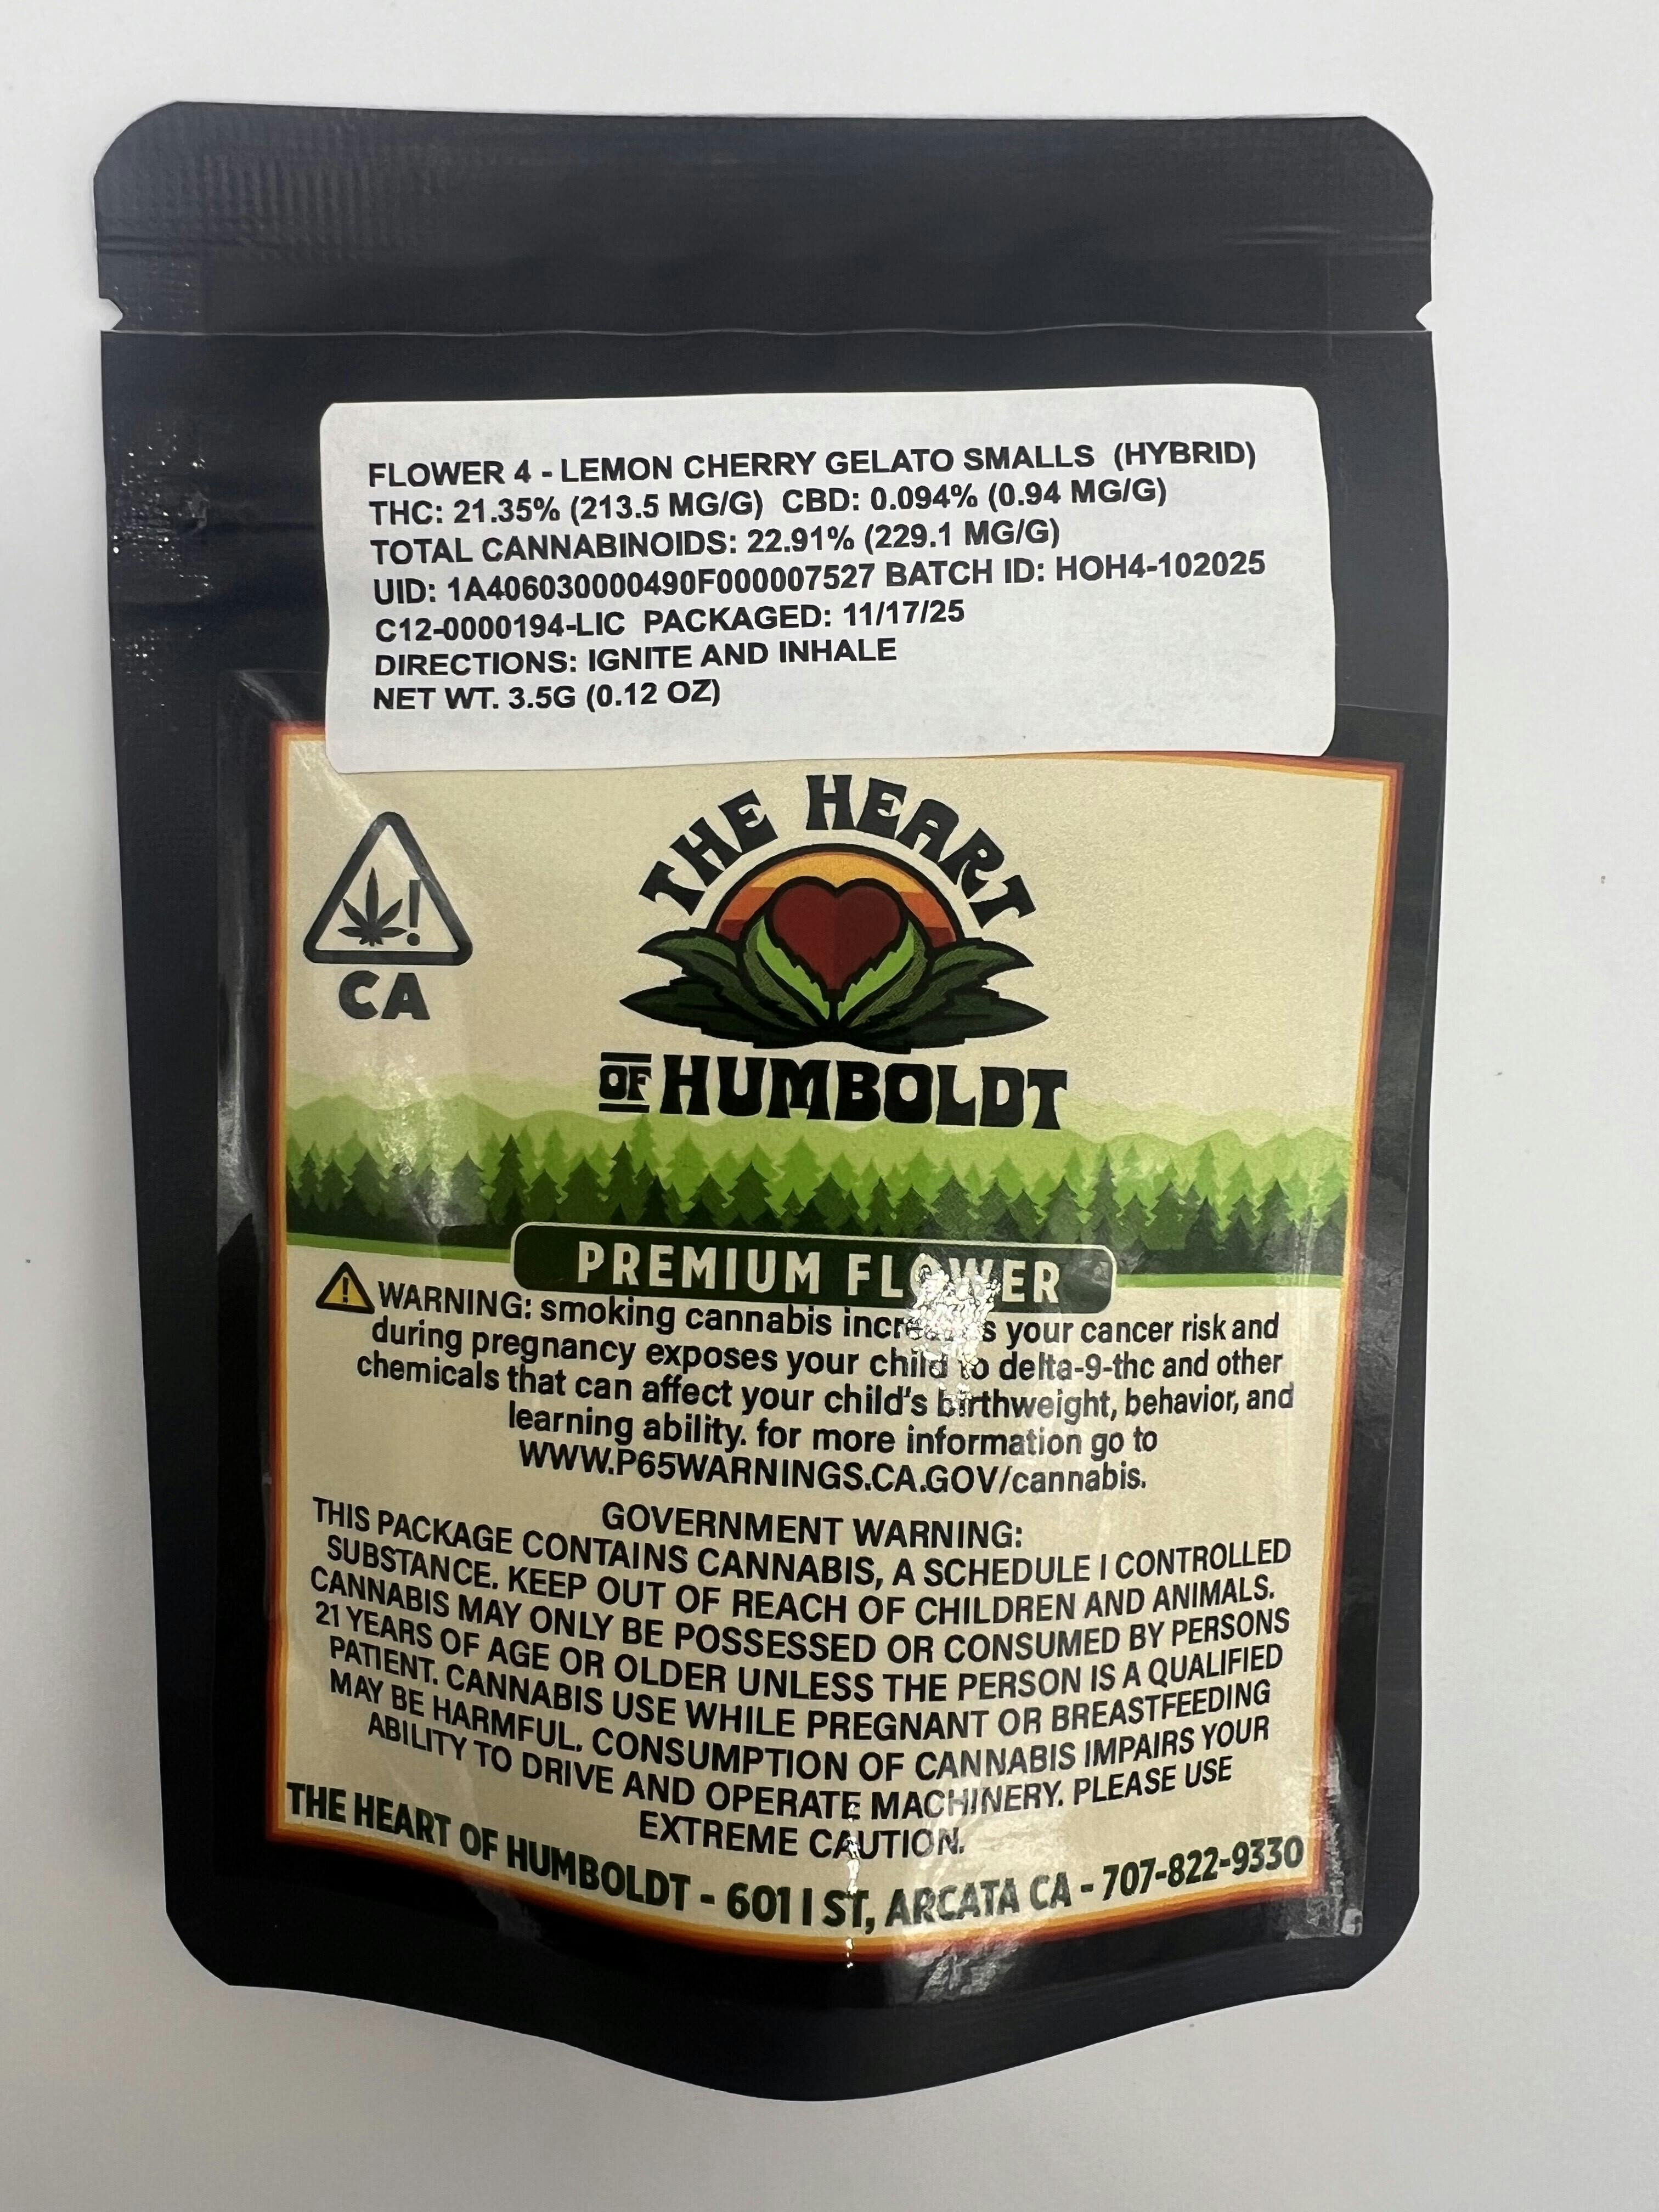 FLOWER 4 - LEMON CHERRY GELATO SMALLS (HYBRID)
THC: 21.35% (213.5 MG/G) CBD: 0.094% (0.94 MG/G)
TOTAL CANNABINOIDS: 22.91% (229.1 MG/G)
UID: 1A406030000490F000007527 BATCH ID: HOH4-102025
C12-0000194-LIC PACKAGED: 11/17/25
DIRECTIONS: IGNITE AND INHALE
NET WT. 3.5G (0.12 OZ)
!
CA
THE HEART
OF HUMBOLDT
PREMIUM FLOWER
! WARNING: smoking cannabis increases your cancer risk and
during pregnancy exposes your child to delta-9-thc and other
chemicals that can affect your child's birthweight, behavior, and
learning ability. for more information go to
WWW.P65WARNINGS.CA.GOV/cannabis.
GOVERNMENT WARNING:
THIS PACKAGE CONTAINS CANNABIS, A SCHEDULE I CONTROLLED
SUBSTANCE. KEEP OUT OF REACH OF CHILDREN AND ANIMALS.
CANNABIS MAY ONLY BE POSSESSED OR CONSUMED BY PERSONS
21 YEARS OF AGE OR OLDER UNLESS THE PERSON IS A QUALIFIED
PATIENT. CANNABIS USE WHILE PREGNANT OR BREASTFEEDING
MAY BE HARMFUL. CONSUMPTION OF CANNABIS IMPAIRS YOUR
ABILITY TO DRIVE AND OPERATE MACHINERY. PLEASE USE
EXTREME CAUTION.
THE HEART OF HUMBOLDT - 601 I ST, ARCATA CA - 707-822-9330